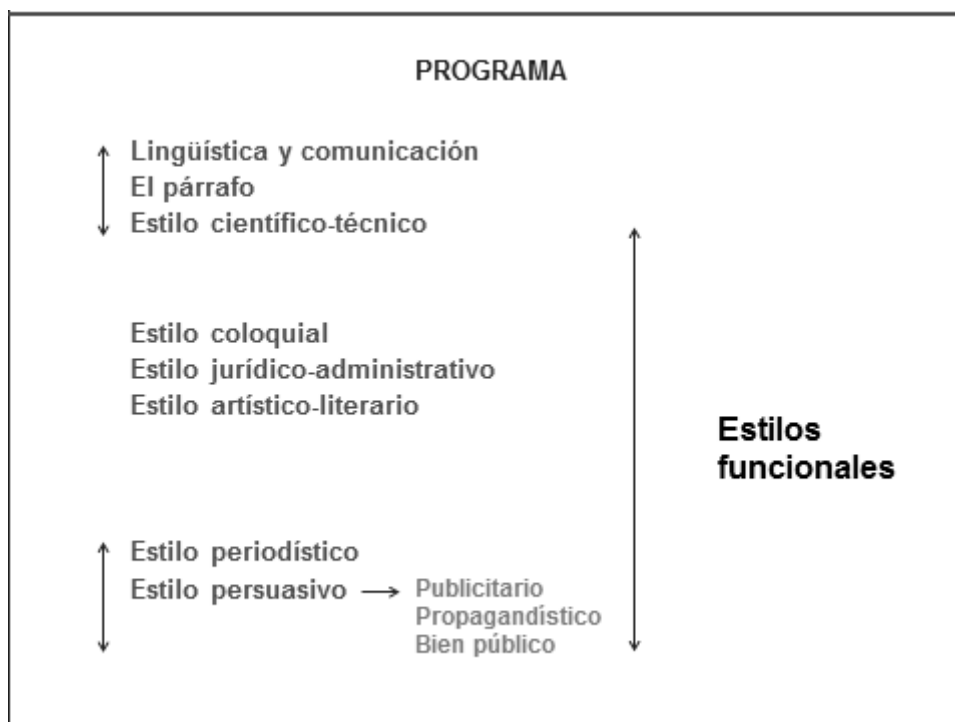 PROGRAMA
Lingüística y comunicación
El párrafo
Estilo científico-técnico
Estilo coloquial
Estilo jurídico-administrativo
Estilo artístico-literario
Estilos
funcionales
Estilo periodístico
Estilo persuasivo
Publicitario
Propagandístico
Bien público